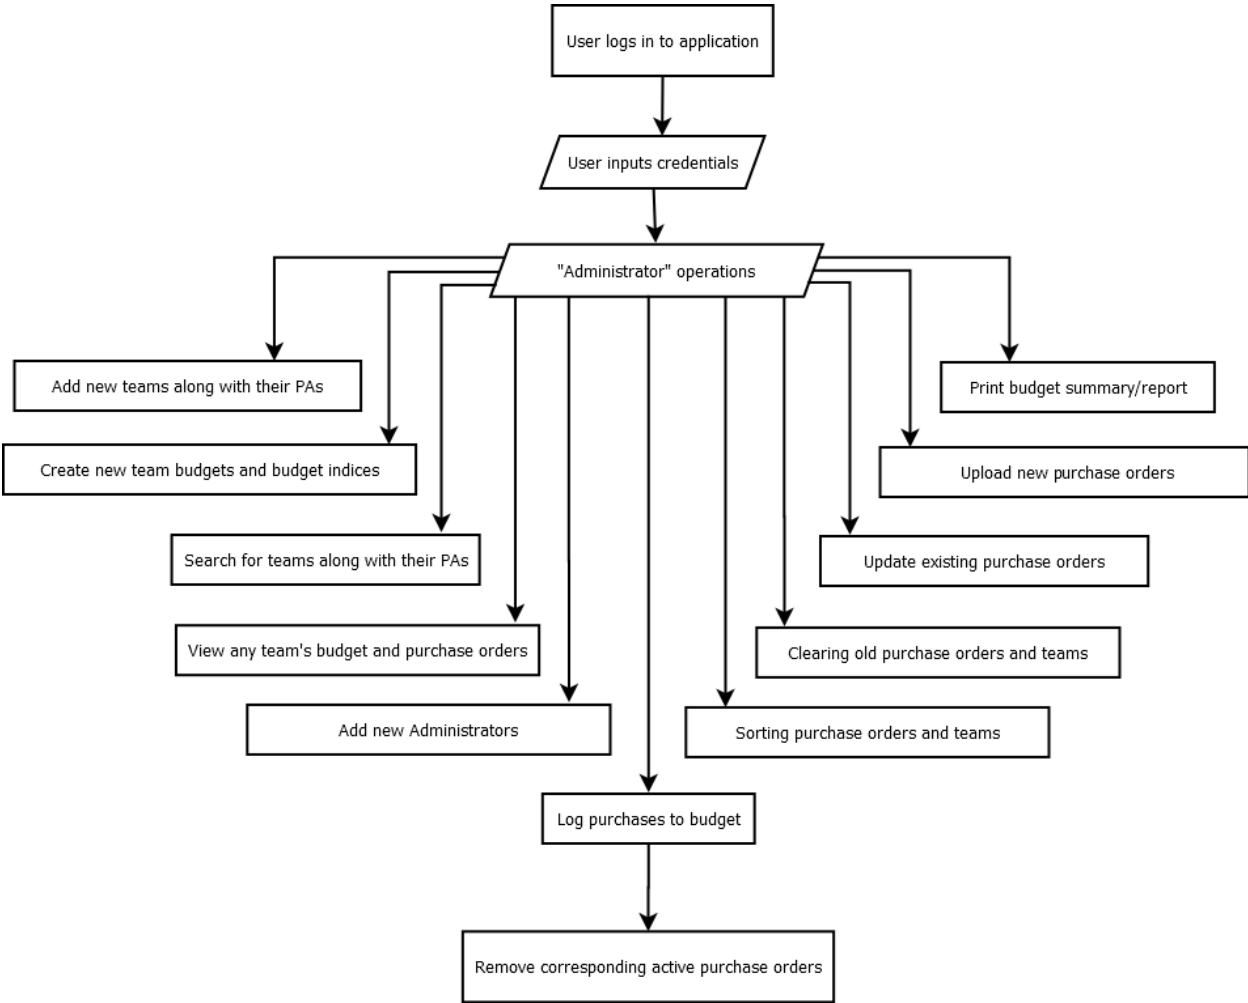 User logs in to application
User inputs credentials
"Administrator" operations
Add new teams along with their PAs
Print budget summary/report
Create new team budgets and budget indices
Upload new purchase orders
Search for teams along with their PAs
Update existing purchase orders
View any team's budget and purchase orders
Clearing old purchase orders and teams
Add new Administrators
Sorting purchase orders and teams
Log purchases to budget
Remove corresponding active purchase orders